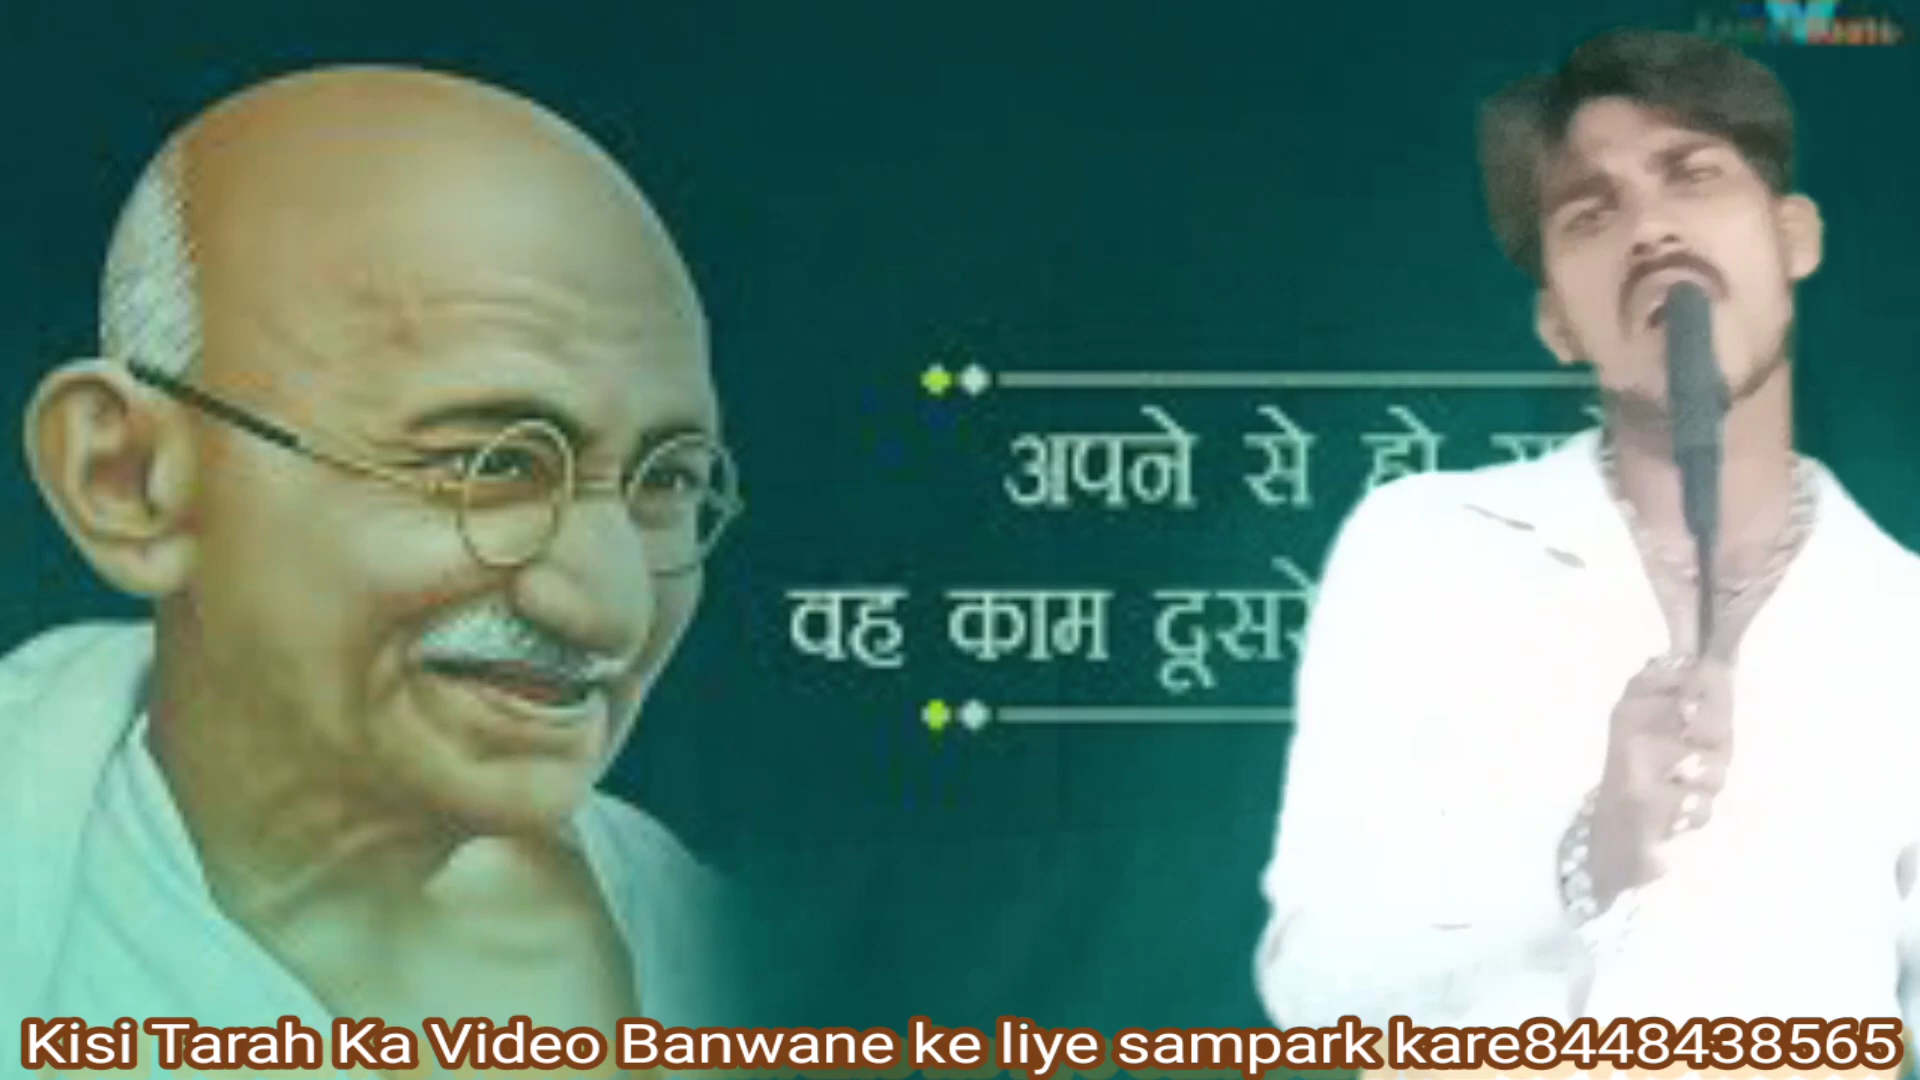 अपने से हो
वह काम
Kisi Tarah Ka Video Banwane ke liye sampark kare8448438565